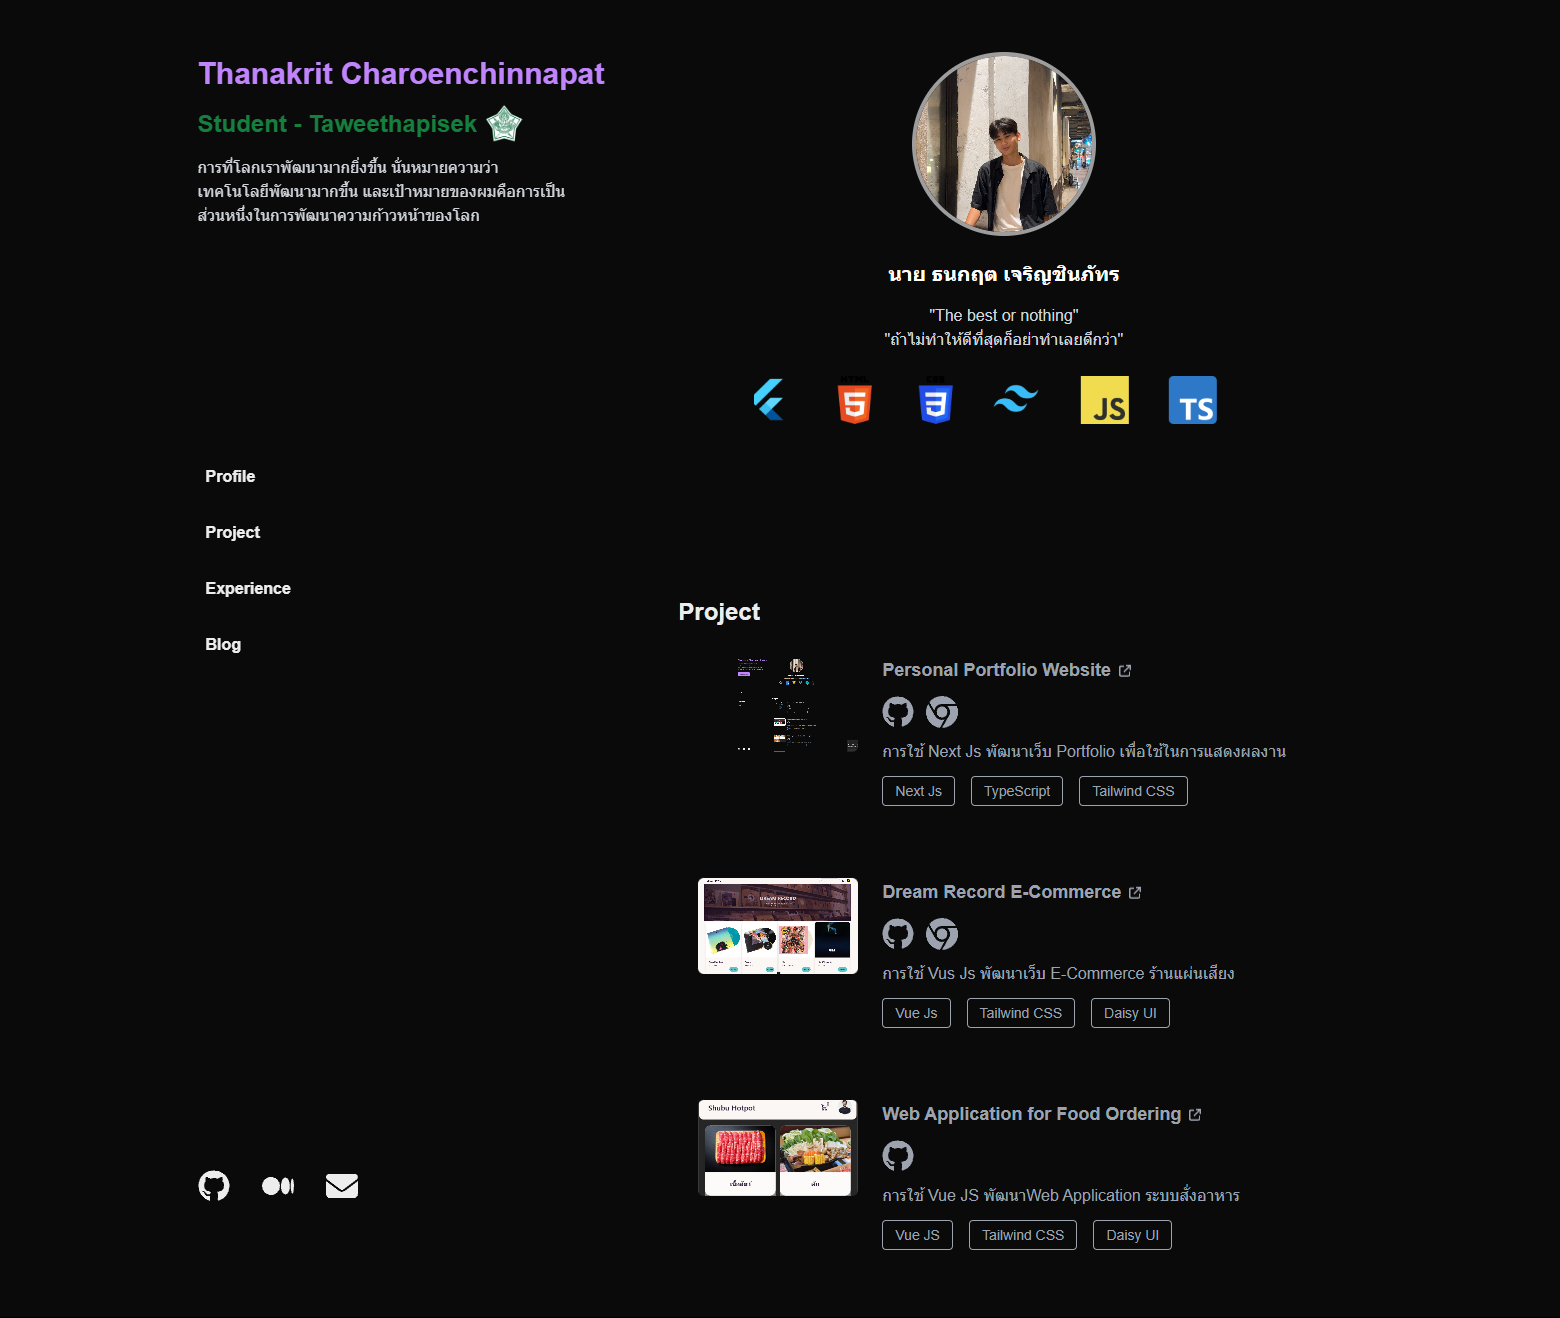 Thanakrit Charoenchinnapat
Student - Taweethapisek
การที่โลกเราพัฒนามากยิ่งขึ้น นั่นหมายความว่า
เทคโนโลยีพัฒนามากขึ้น และเป้าหมายของผมคือการเป็น
ส่วนหนึ่งในการพัฒนาความก้าวหน้าของโลก
Profile
Project
Experience
Blog
นาย ธนกฤต เจริญชินภัทร
"The best or nothing"
"ถ้าไม่ทำให้ดีที่สุดก็อย่าทำเลยดีกว่า"
HTML
5
CSS
3
JS
TS
Project
Personal Portfolio Website
การใช้ Next Js พัฒนาเว็บ Portfolio เพื่อใช้ในการแสดงผลงาน
Next Js
TypeScript
Tailwind CSS
DREAM RECORD
Dream Record E-Commerce
การใช้ Vus Js พัฒนาเว็บ E-Commerce ร้านแผ่นเสียง
Vue Js
Tailwind CSS
Daisy UI
Shubu Hotpot
Web Application for Food Ordering
การใช้ Vue JS พัฒนาWeb Application ระบบสั่งอาหาร
Vue JS
Tailwind CSS
Daisy UI